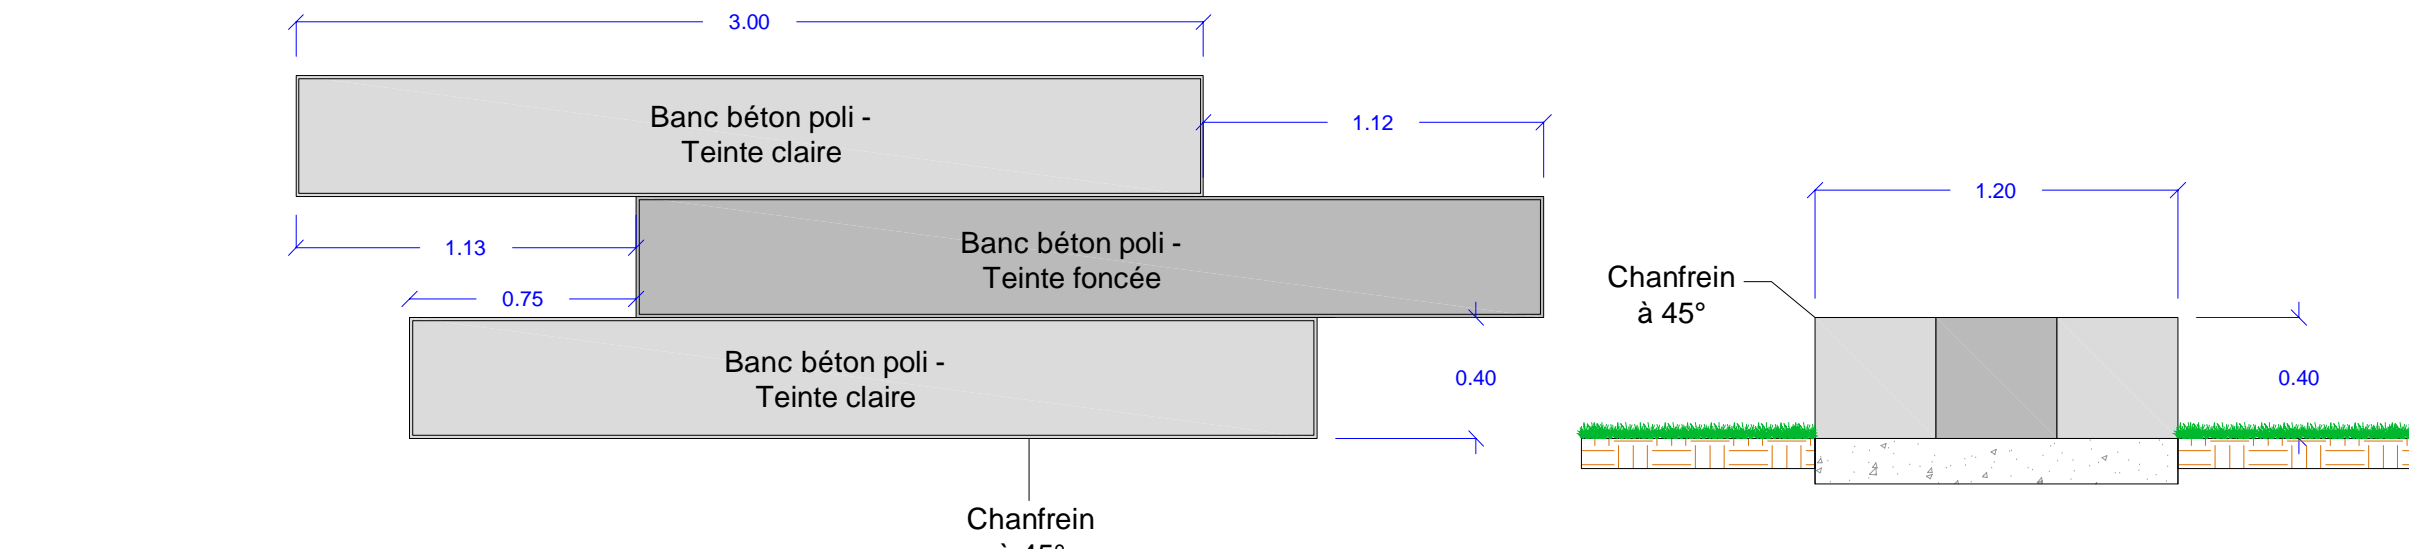 3.00
Banc béton poli -
Teinte claire
1.12
1.13
Banc béton poli -
Teinte foncée
0.75
Banc béton poli -
Teinte claire
0.40
Chanfrein
à 45°
1.20
Chanfrein
à 45°
0.40